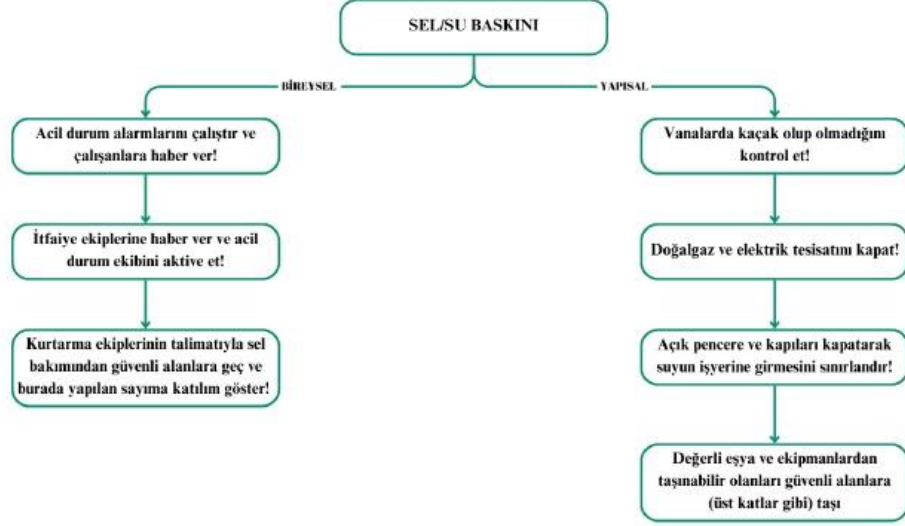 SEL/SU BASKINI
BİREYSEL
YAPISAL
Acil durum alarmlarını çalıştır ve
çalışanlara haber ver!
İtfaiye ekiplerine haber ver ve acil
durum ekibini aktive et!
Kurtarma ekiplerinin talimatıyla sel
bakımından güvenli alanlara geç ve
burada yapılan sayıma katılım göster!
Vanalarda kaçak olup olmadığını
kontrol et!
Doğalgaz ve elektrik tesisatını kapat!
Açık pencere ve kapıları kapatarak
suyun işyerine girmesini sınırlandır!
Değerli eşya ve ekipmanlardan
taşınabilir olanları güvenli alanlara
(üst katlar gibi) taşı